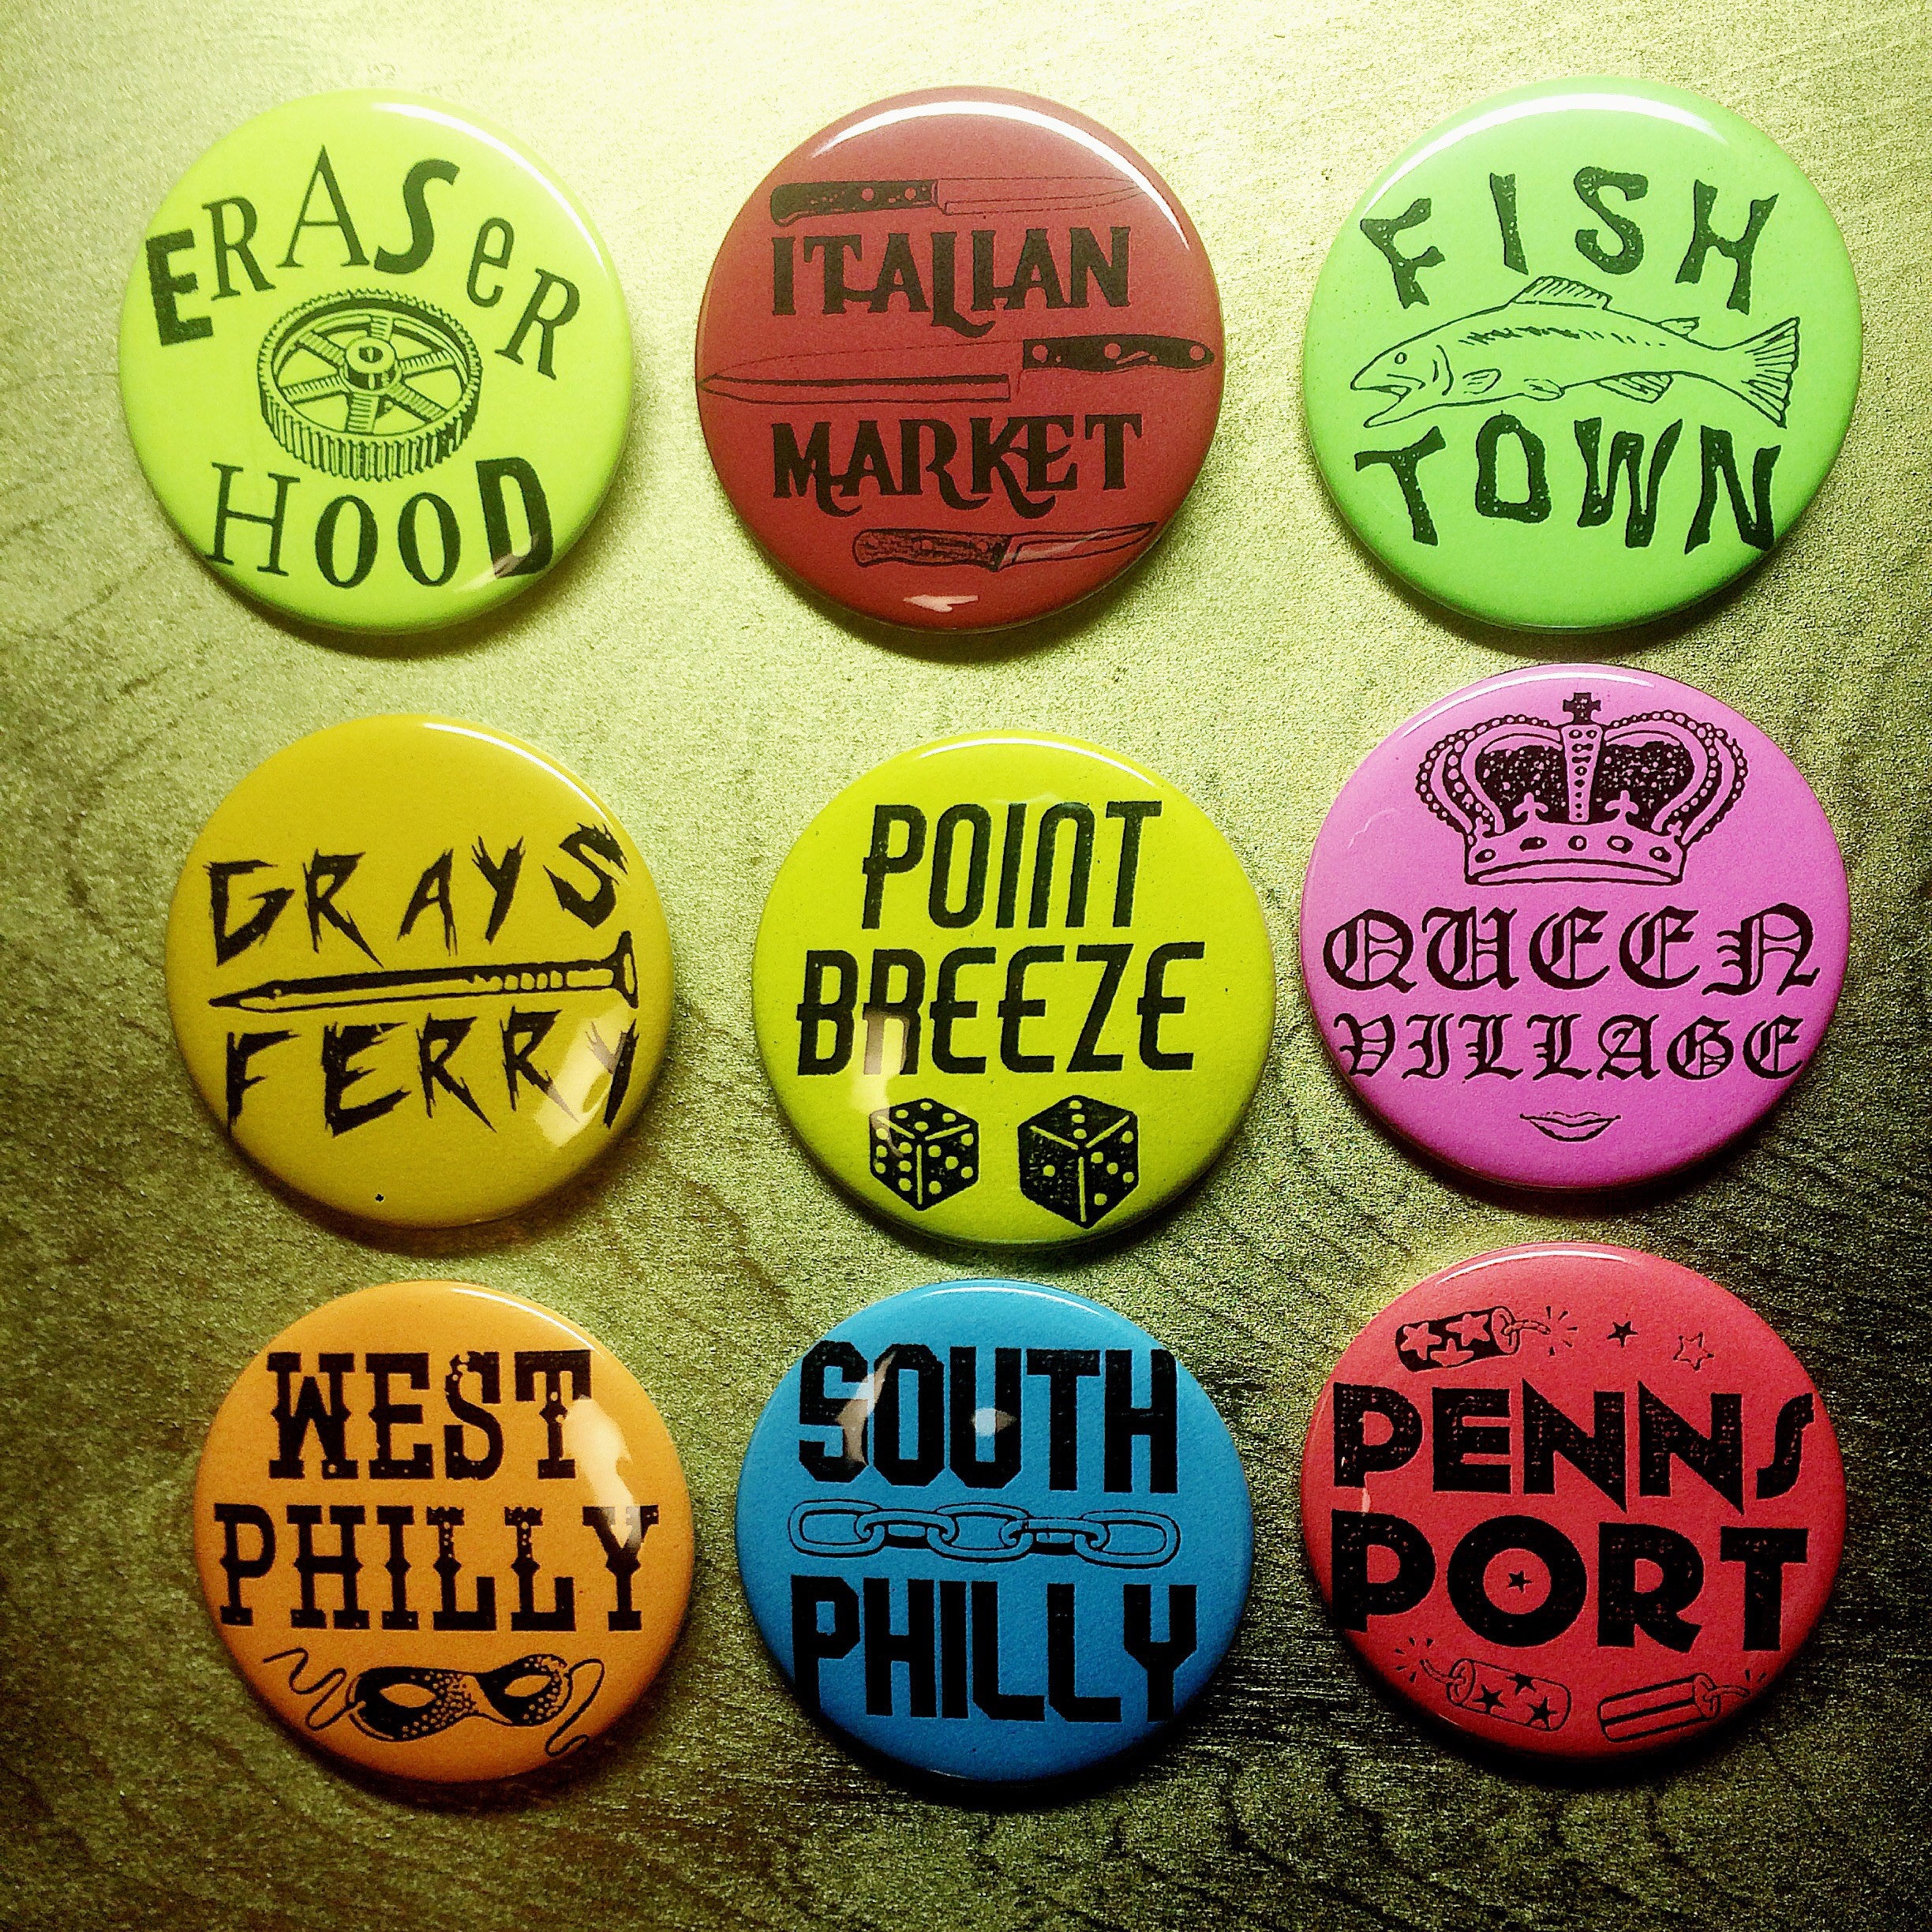 ERASeR
HOOD
ITALIAN
MARKET
FISH
TOWN
GRAYS
FERRY
POINT
BREEZE
QUEEN
VILLAGE
WEST
PHILLY
SOUTH
PHILLY
PENNS
PORT